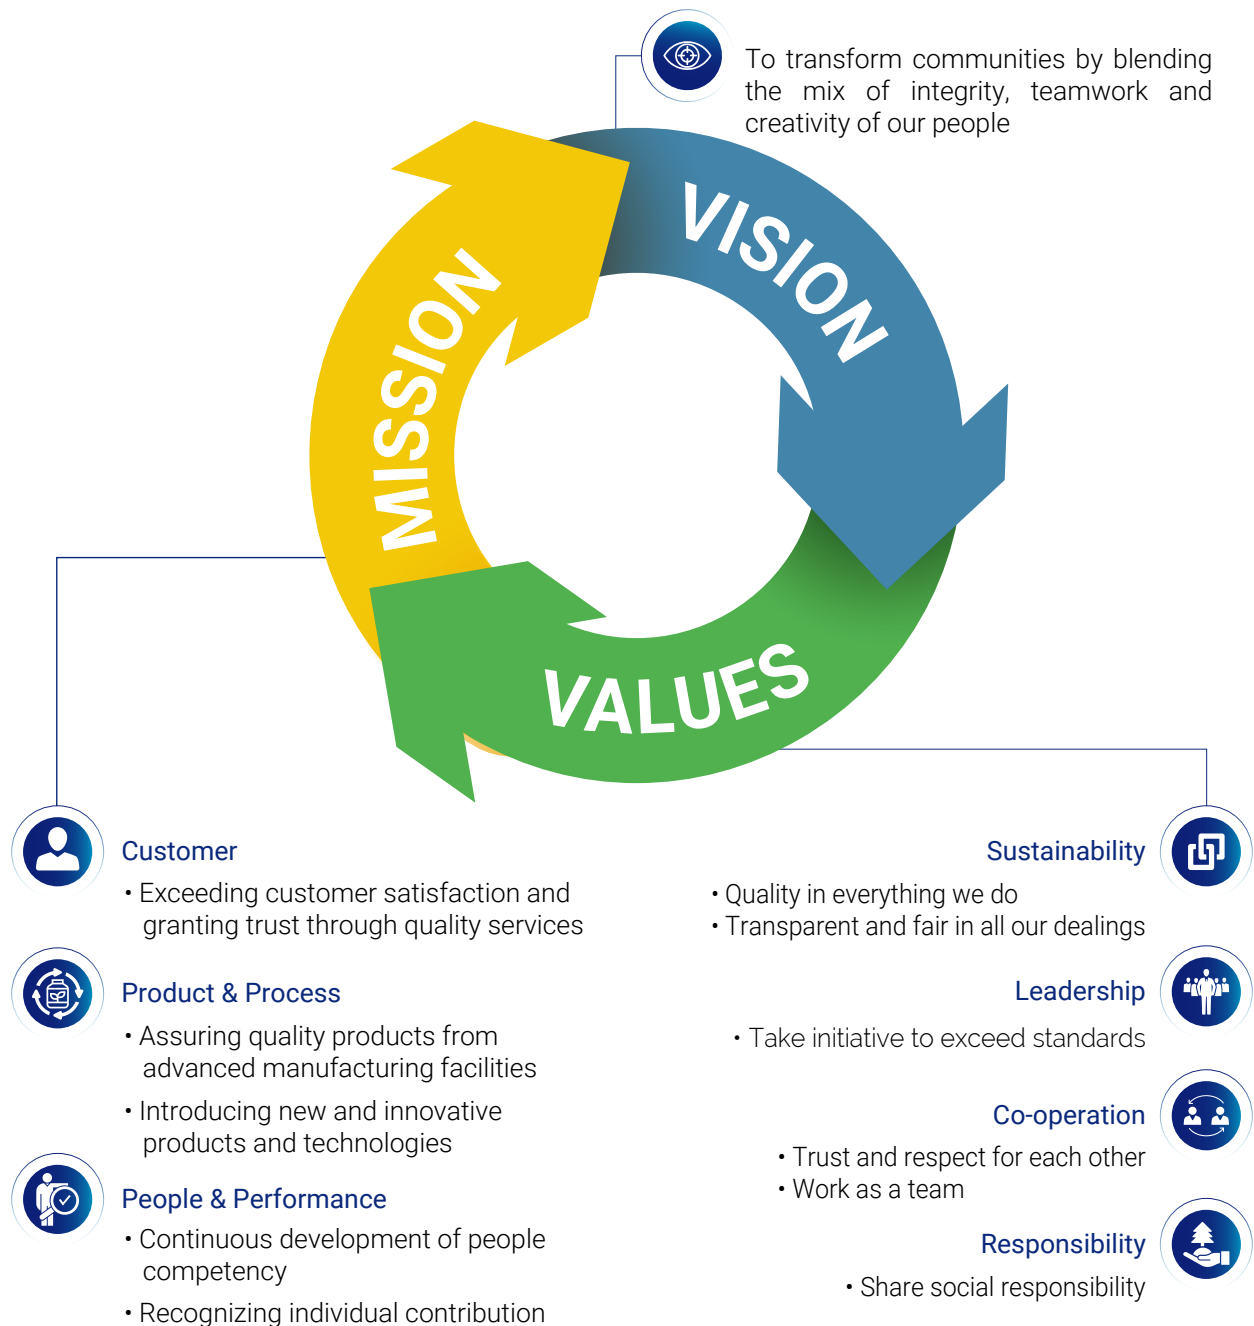 To transform communities by blending
the mix of integrity, teamwork and
creativity of our people
VISION
MISSION
VALUES
Customer
• Exceeding customer satisfaction and
granting trust through quality services
Product & Process
• Assuring quality products from
advanced manufacturing facilities
• Introducing new and innovative
products and technologies
People & Performance
• Continuous development of people
competency
• Recognizing individual contribution
Sustainability
• Quality in everything we do
• Transparent and fair in all our dealings
Leadership
• Take initiative to exceed standards
Co-operation
• Trust and respect for each other
• Work as a team
Responsibility
• Share social responsibility